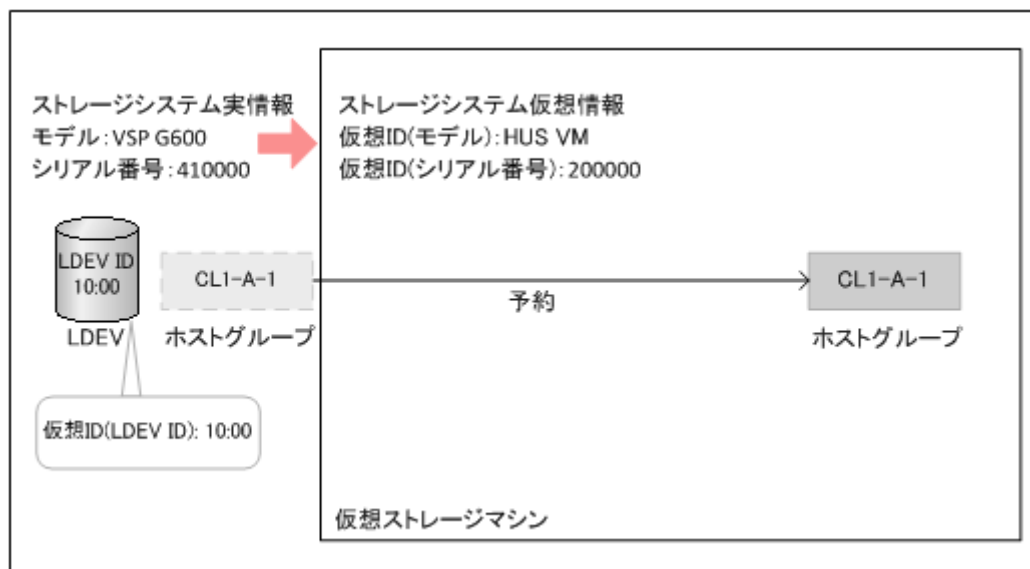 ストレージシステム実情報
モデル：VSP G600
シリアル番号：410000
ストレージシステム仮想情報
仮想ID(モデル)：HUS VM
仮想ID(シリアル番号)：200000
LDEV ID
10:00
LDEV
CL1-A-1
ホストグループ
予約
CL1-A-1
ホストグループ
仮想ID(LDEV ID): 10:00
仮想ストレージマシン